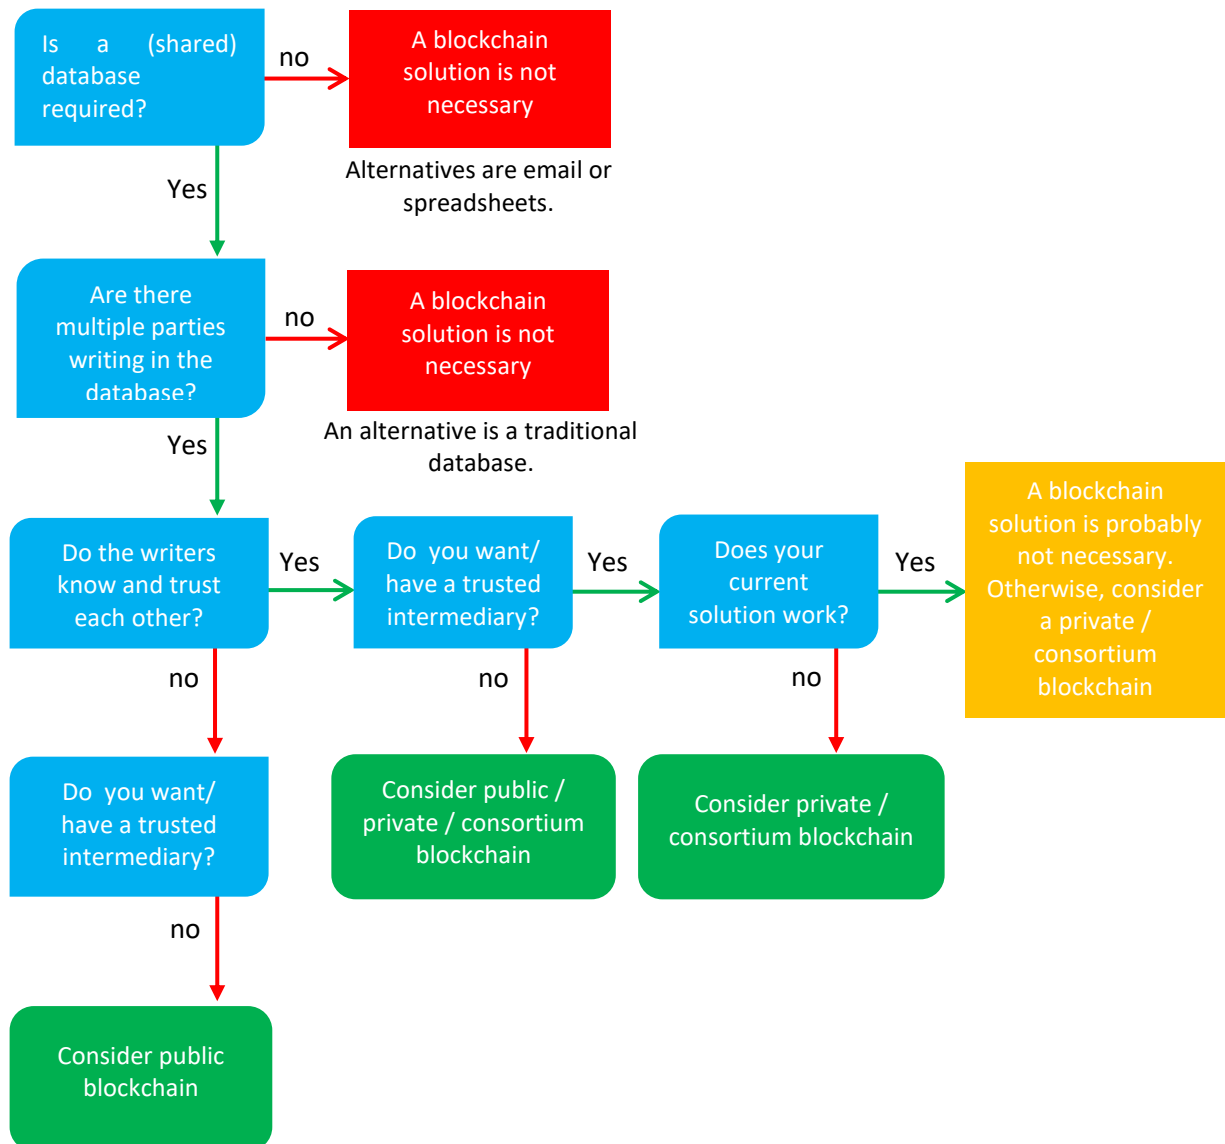 Is a (shared)
database
required?
no
A blockchain
solution is not
necessary
Alternatives are email or
spreadsheets.
Yes
Are there
multiple parties
writing in the
database?
no
A blockchain
solution is not
necessary
An alternative is a traditional
database.
Yes
Do the writers
know and trust
each other?
Yes
Do you want/
have a trusted
intermediary?
Yes
Does your
current
solution work?
Yes
A blockchain
solution is probably
not necessary.
Otherwise, consider
a private /
consortium
blockchain
no
no
no
Do you want/
have a trusted
intermediary?
Consider public /
private / consortium
blockchain
Consider private /
consortium blockchain
no
Consider public
blockchain